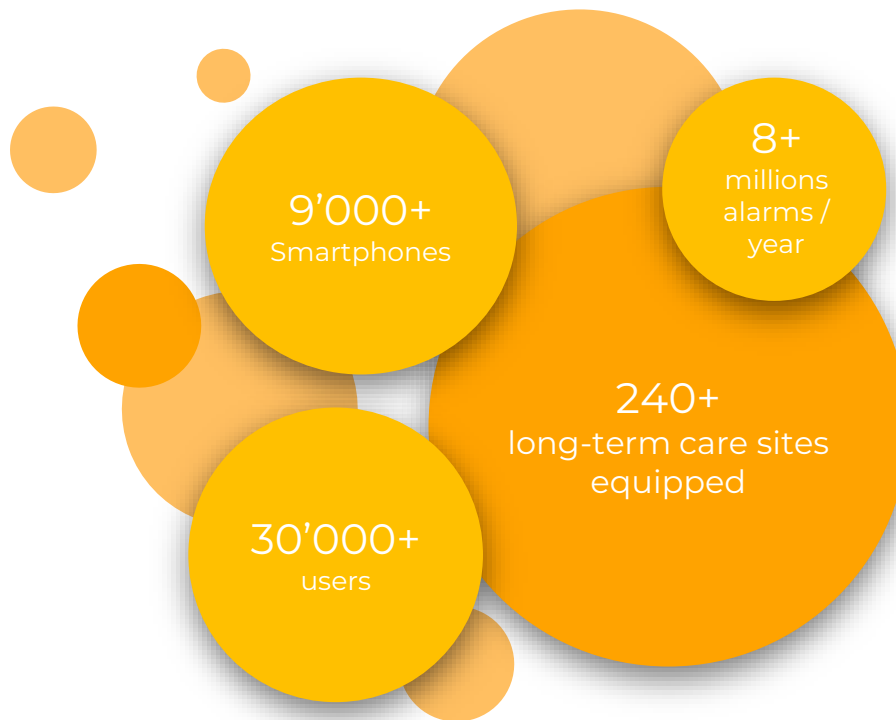 9’000+
Smartphones
8+
millions
alarms /
year
240+
long-term care sites
equipped
30’000+
users